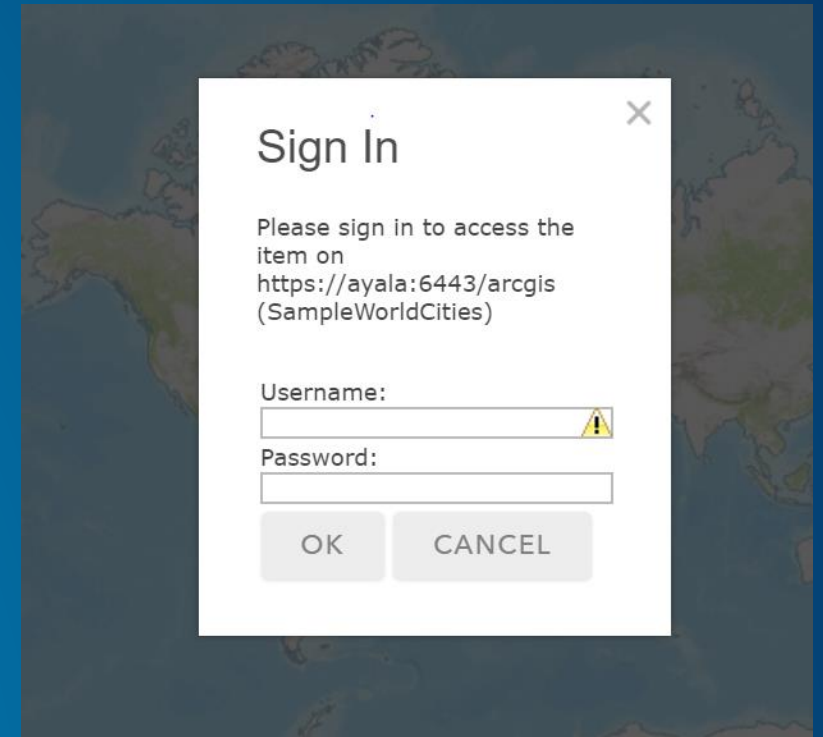 Sign In
Please sign in to access the
item on
https://ayala:6443/arcgis
(SampleWorldCities)
Username:
Password:
OK CANCEL